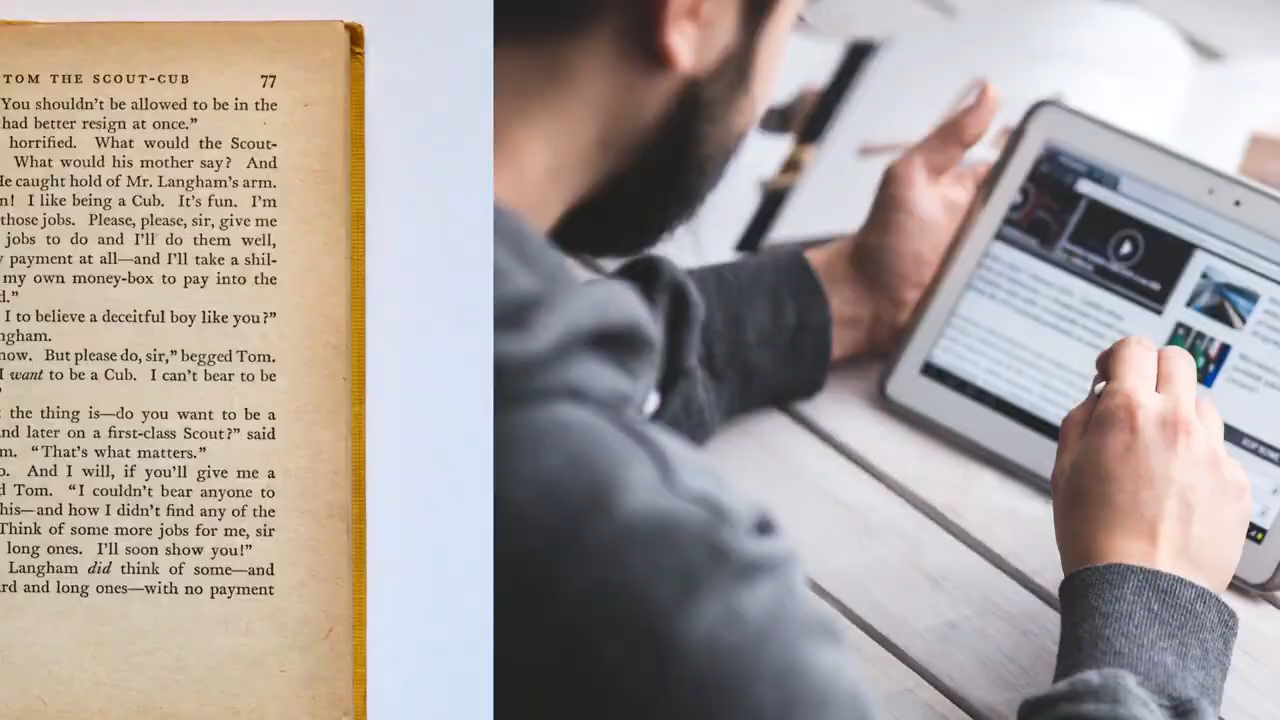 TOM THE SCOUT-CUB 77
You shouldn't be allowed to be in the
had better resign at once."
horrified. What would the Scout-
What would his mother say? And
He caught hold of Mr. Langham's arm.
n! I like being a Cub. It's fun. I'm
those jobs. Please, please, sir, give me
jobs to do and I'll do them well,
y payment at all—and I'll take a shil-
my own money-box to pay into the
d."
I to believe a deceitful boy like you?"
ngham.
now. But please do, sir," begged Tom.
I want to be a Cub. I can't bear to be
the thing is—do you want to be a
nd later on a first-class Scout?" said
m. "That's what matters."
o. And I will, if you'll give me a
d Tom. "I couldn't bear anyone to
his—and how I didn't find any of the
Think of some more jobs for me, sir
long ones. I'll soon show you!"
Langham did think of some—and
rd and long ones—with no payment